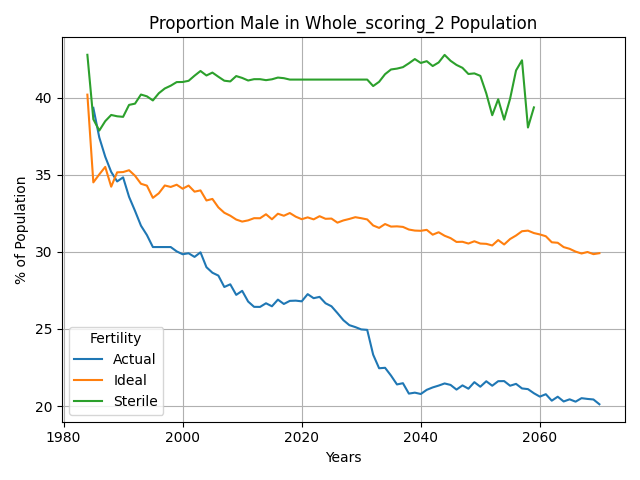 Proportion Male in Whole_scoring_2 Population
% of Population
40
35
30
25
20
Fertility
Actual
Ideal
Sterile
1980 2000 2020 2040 2060
Years